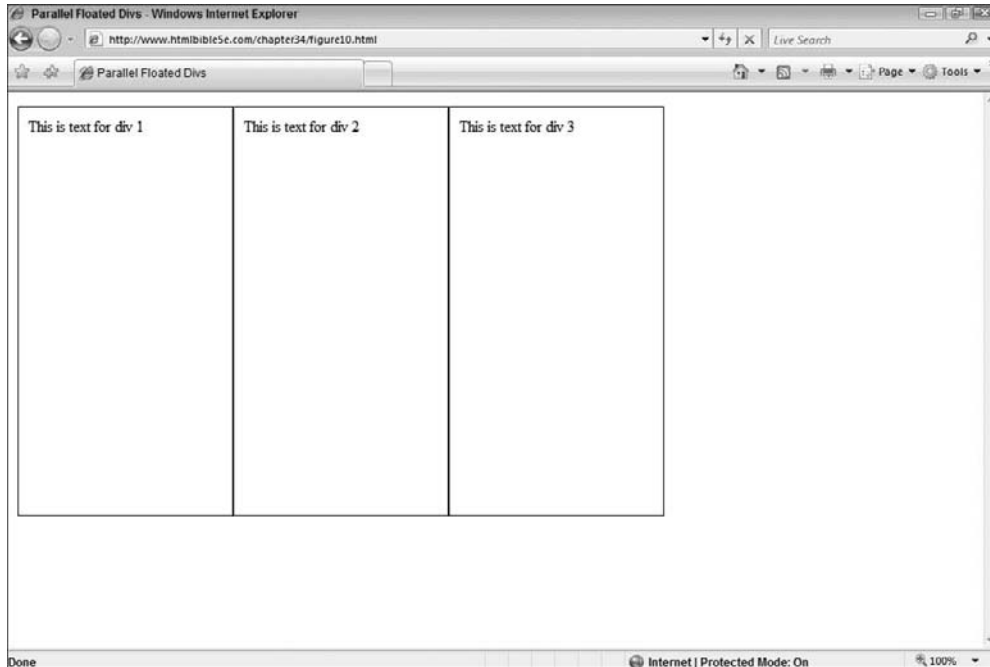 Parallel Floated Divs - Windows Internet Explorer
http://www.htmlbible5e.com/chapter34/figure10.html
Live Search
Parallel Floated Divs
Page
Tools
This is text for div 1
This is text for div 2
This is text for div 3
Done
Internet | Protected Mode: On
100%